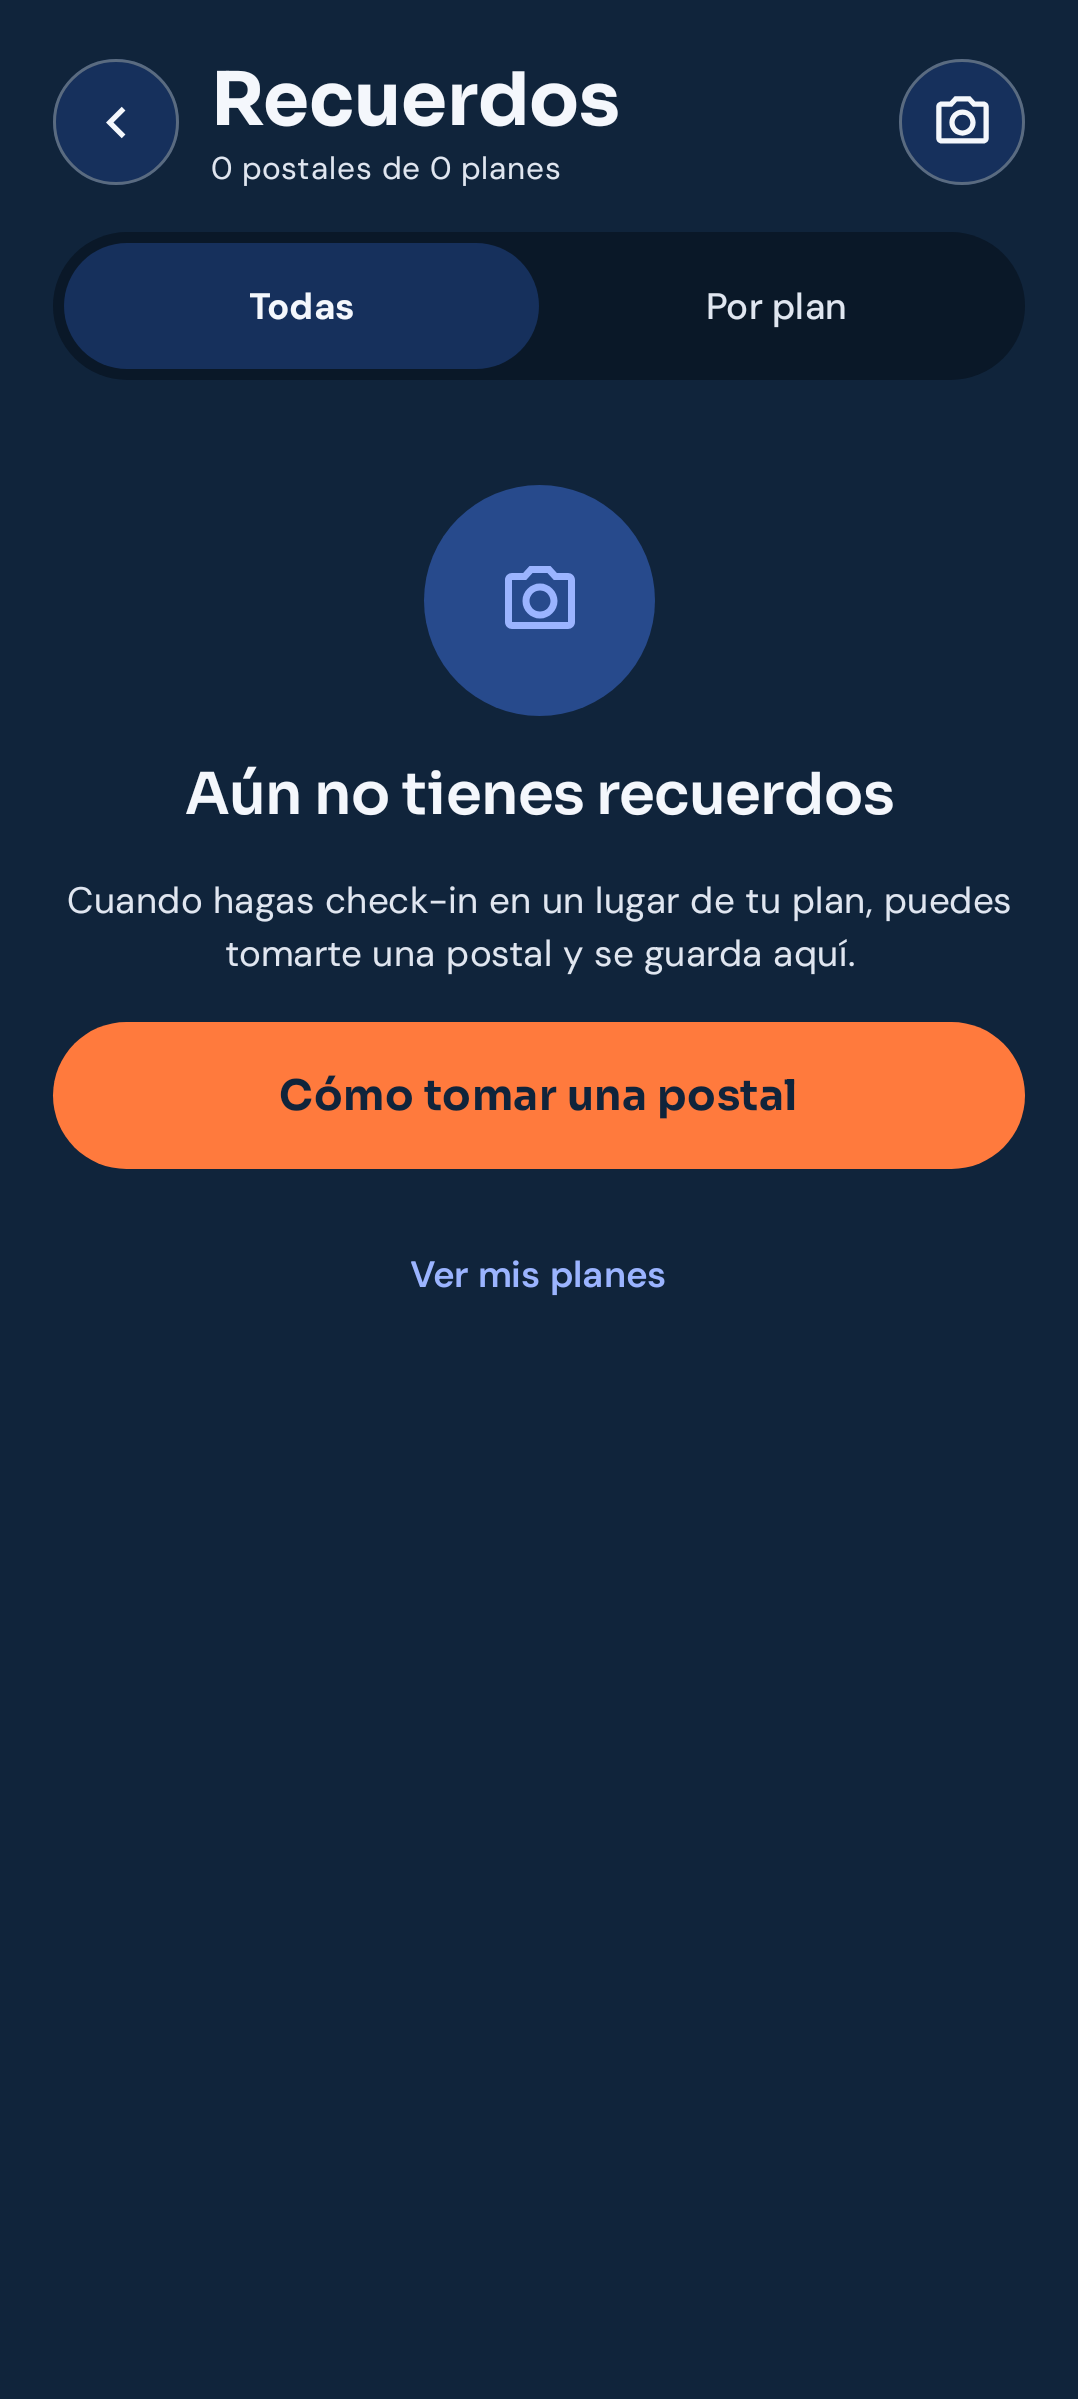 Recuerdos
0 postales de 0 planes
Todas
Por plan
Aún no tienes recuerdos
Cuando hagas check-in en un lugar de tu plan, puedes
tomarte una postal y se guarda aquí.
Cómo tomar una postal
Ver mis planes